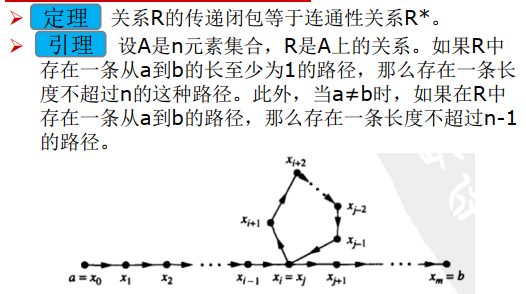 定理 关系R的传递闭包等于连通性关系R*。
引理 设A是n元素集合，R是A上的关系。如果R中
存在一条从a到b的长至少为1的路径，那么存在一条长
度不超过n的这种路径。此外，当a≠b时，如果在R中
存在一条从a到b的路径，那么存在一条长度不超过n-1
的路径。
x_{i+2}
x_{j-2}
x_{i+1}
x_{j-1}
a = x_0 x_1 x_2 x_{i-1} x_i = x_j x_{j+1} x_m = b